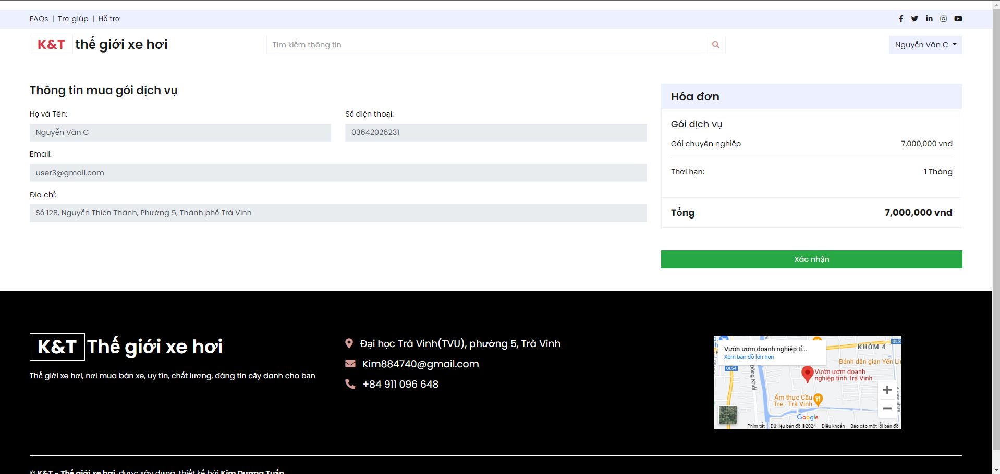 FAQs | Trợ giúp | Hỗ trợ
K&T thế giới xe hơi
Tìm kiếm thông tin
Nguyễn Văn C
Thông tin mua gói dịch vụ
Họ và Tên:
Số điện thoại:
Nguyễn Văn C
03642026231
Email:
user3@gmail.com
Địa chỉ:
Số 128, Nguyễn Thiện Thành, Phường 5, Thành phố Trà Vinh
Hóa đơn
Gói dịch vụ
Gói chuyên nghiệp 7,000,000 vnđ
Thời hạn: 1 Tháng
Tổng 7,000,000 vnđ
Xác nhận
K&T Thế giới xe hơi
Thế giới xe hơi, nơi mua bán xe, uy tín, chất lượng, đáng tin cậy danh cho bạn
Đại học Trà Vinh(TVU), phường 5, Trà Vinh
Kim884740@gmail.com
+84 911 096 648
Vườn ươm doanh nghiệp tỉ...
Xem bản đồ lớn hơn
KHÓM 4
QL54
Bánh dân gian Yến
Đồng Khởi
Vườn ươm doanh
nghiệp tỉnh Trà Vinh
Ẩm thực Cầu
Tre - Trà Vinh
Google
Phím tắt Dữ liệu bản đồ ©2024 Điều khoản Báo cáo một lỗi bản đồ
© K&T - Thế giới xe hơi, được xây dựng, thiết kế bởi Kim Dương Tuấn